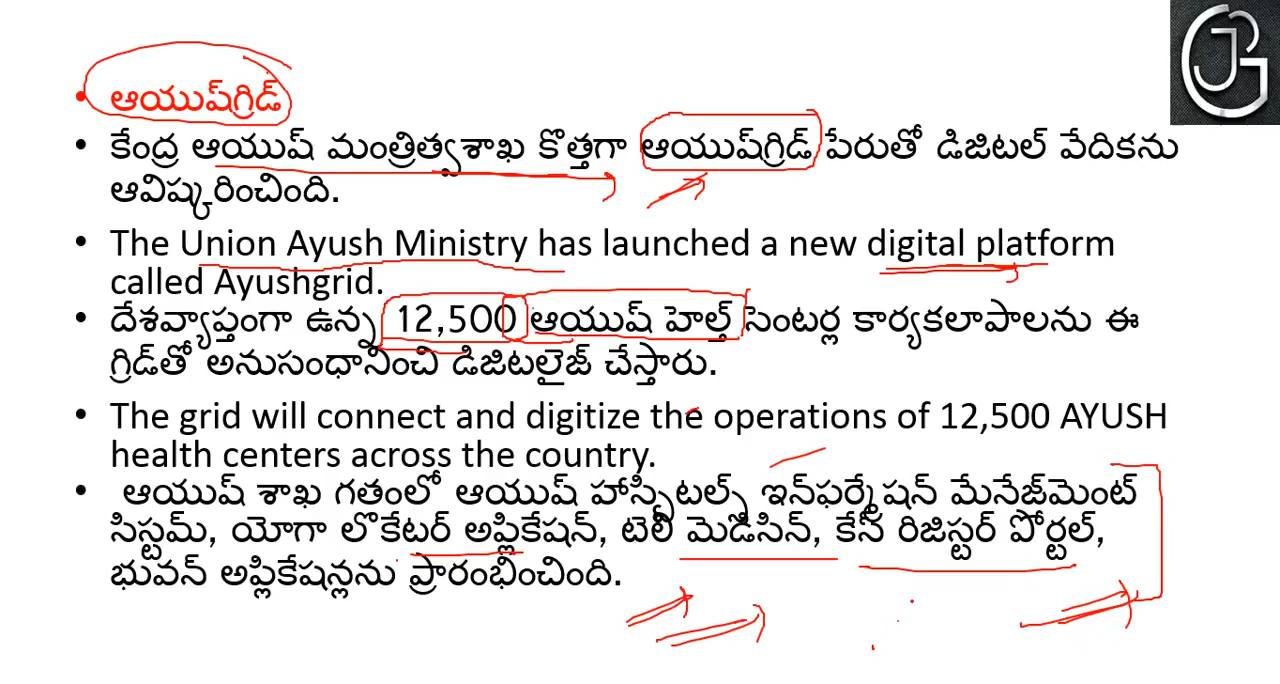 • ఆయుష్‌గ్రిడ్
• కేంద్ర ఆయుష్ మంత్రిత్వశాఖ కొత్తగా ఆయుష్‌గ్రిడ్ పేరుతో డిజిటల్ వేదికను
ఆవిష్కరించింది.
• The Union Ayush Ministry has launched a new digital platform
called Ayushgrid.
• దేశవ్యాప్తంగా ఉన్న 12,500 ఆయుష్ హెల్త్ సెంటర్ల కార్యకలాపాలను ఈ
గ్రిడ్‌తో అనుసంధానించి డిజిటలైజ్ చేస్తారు.
• The grid will connect and digitize the operations of 12,500 AYUSH
health centers across the country.
• ఆయుష్ శాఖ గతంలో ఆయుష్ హాస్పిటల్స్ ఇన్‌ఫర్మేషన్ మేనేజ్‌మెంట్
సిస్టమ్, యోగా లొకేటర్ అప్లికేషన్, టెలి మెడిసిన్, కేస్ రిజిస్టర్ పోర్టల్,
భువన్ అప్లికేషన్లను ప్రారంభించింది.